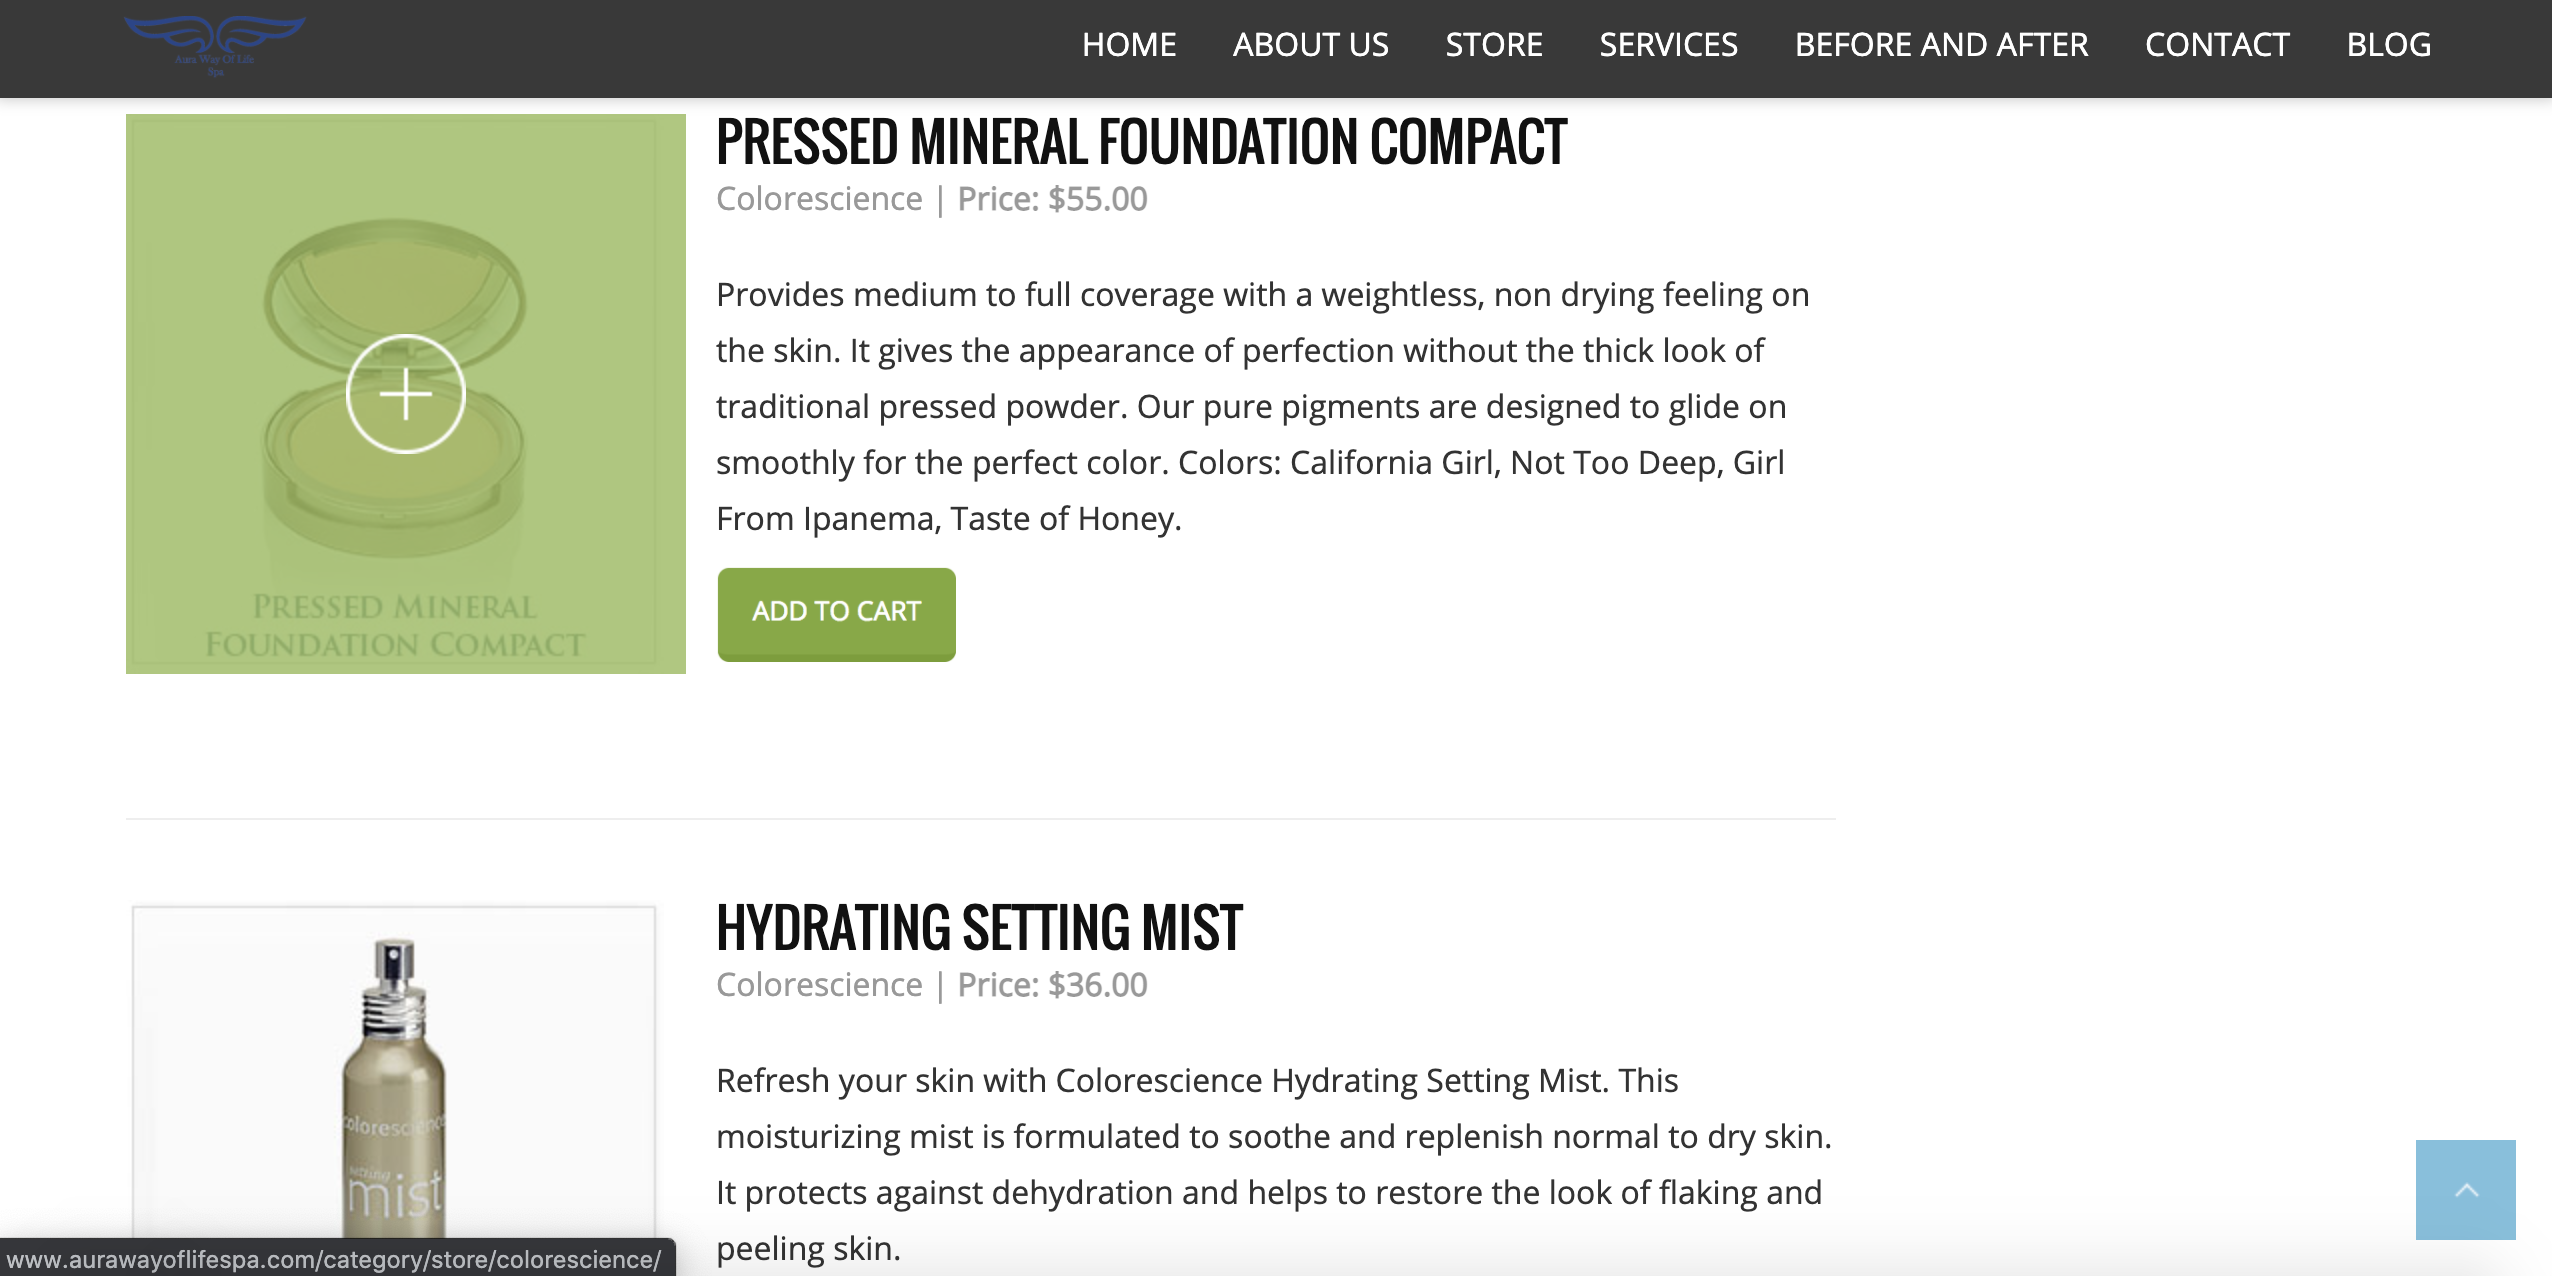 Aura Way Of Life
Spa
HOME ABOUT US STORE SERVICES BEFORE AND AFTER CONTACT BLOG
PRESSED MINERAL
FOUNDATION COMPACT
PRESSED MINERAL FOUNDATION COMPACT
Colorescience | Price: $55.00
Provides medium to full coverage with a weightless, non drying feeling on
the skin. It gives the appearance of perfection without the thick look of
traditional pressed powder. Our pure pigments are designed to glide on
smoothly for the perfect color. Colors: California Girl, Not Too Deep, Girl
From Ipanema, Taste of Honey.
ADD TO CART
colorescience
setting
mist
HYDRATING SETTING MIST
Colorescience | Price: $36.00
Refresh your skin with Colorescience Hydrating Setting Mist. This
moisturizing mist is formulated to soothe and replenish normal to dry skin.
It protects against dehydration and helps to restore the look of flaking and
peeling skin.
www.aurawayoflifespa.com/category/store/colorescience/